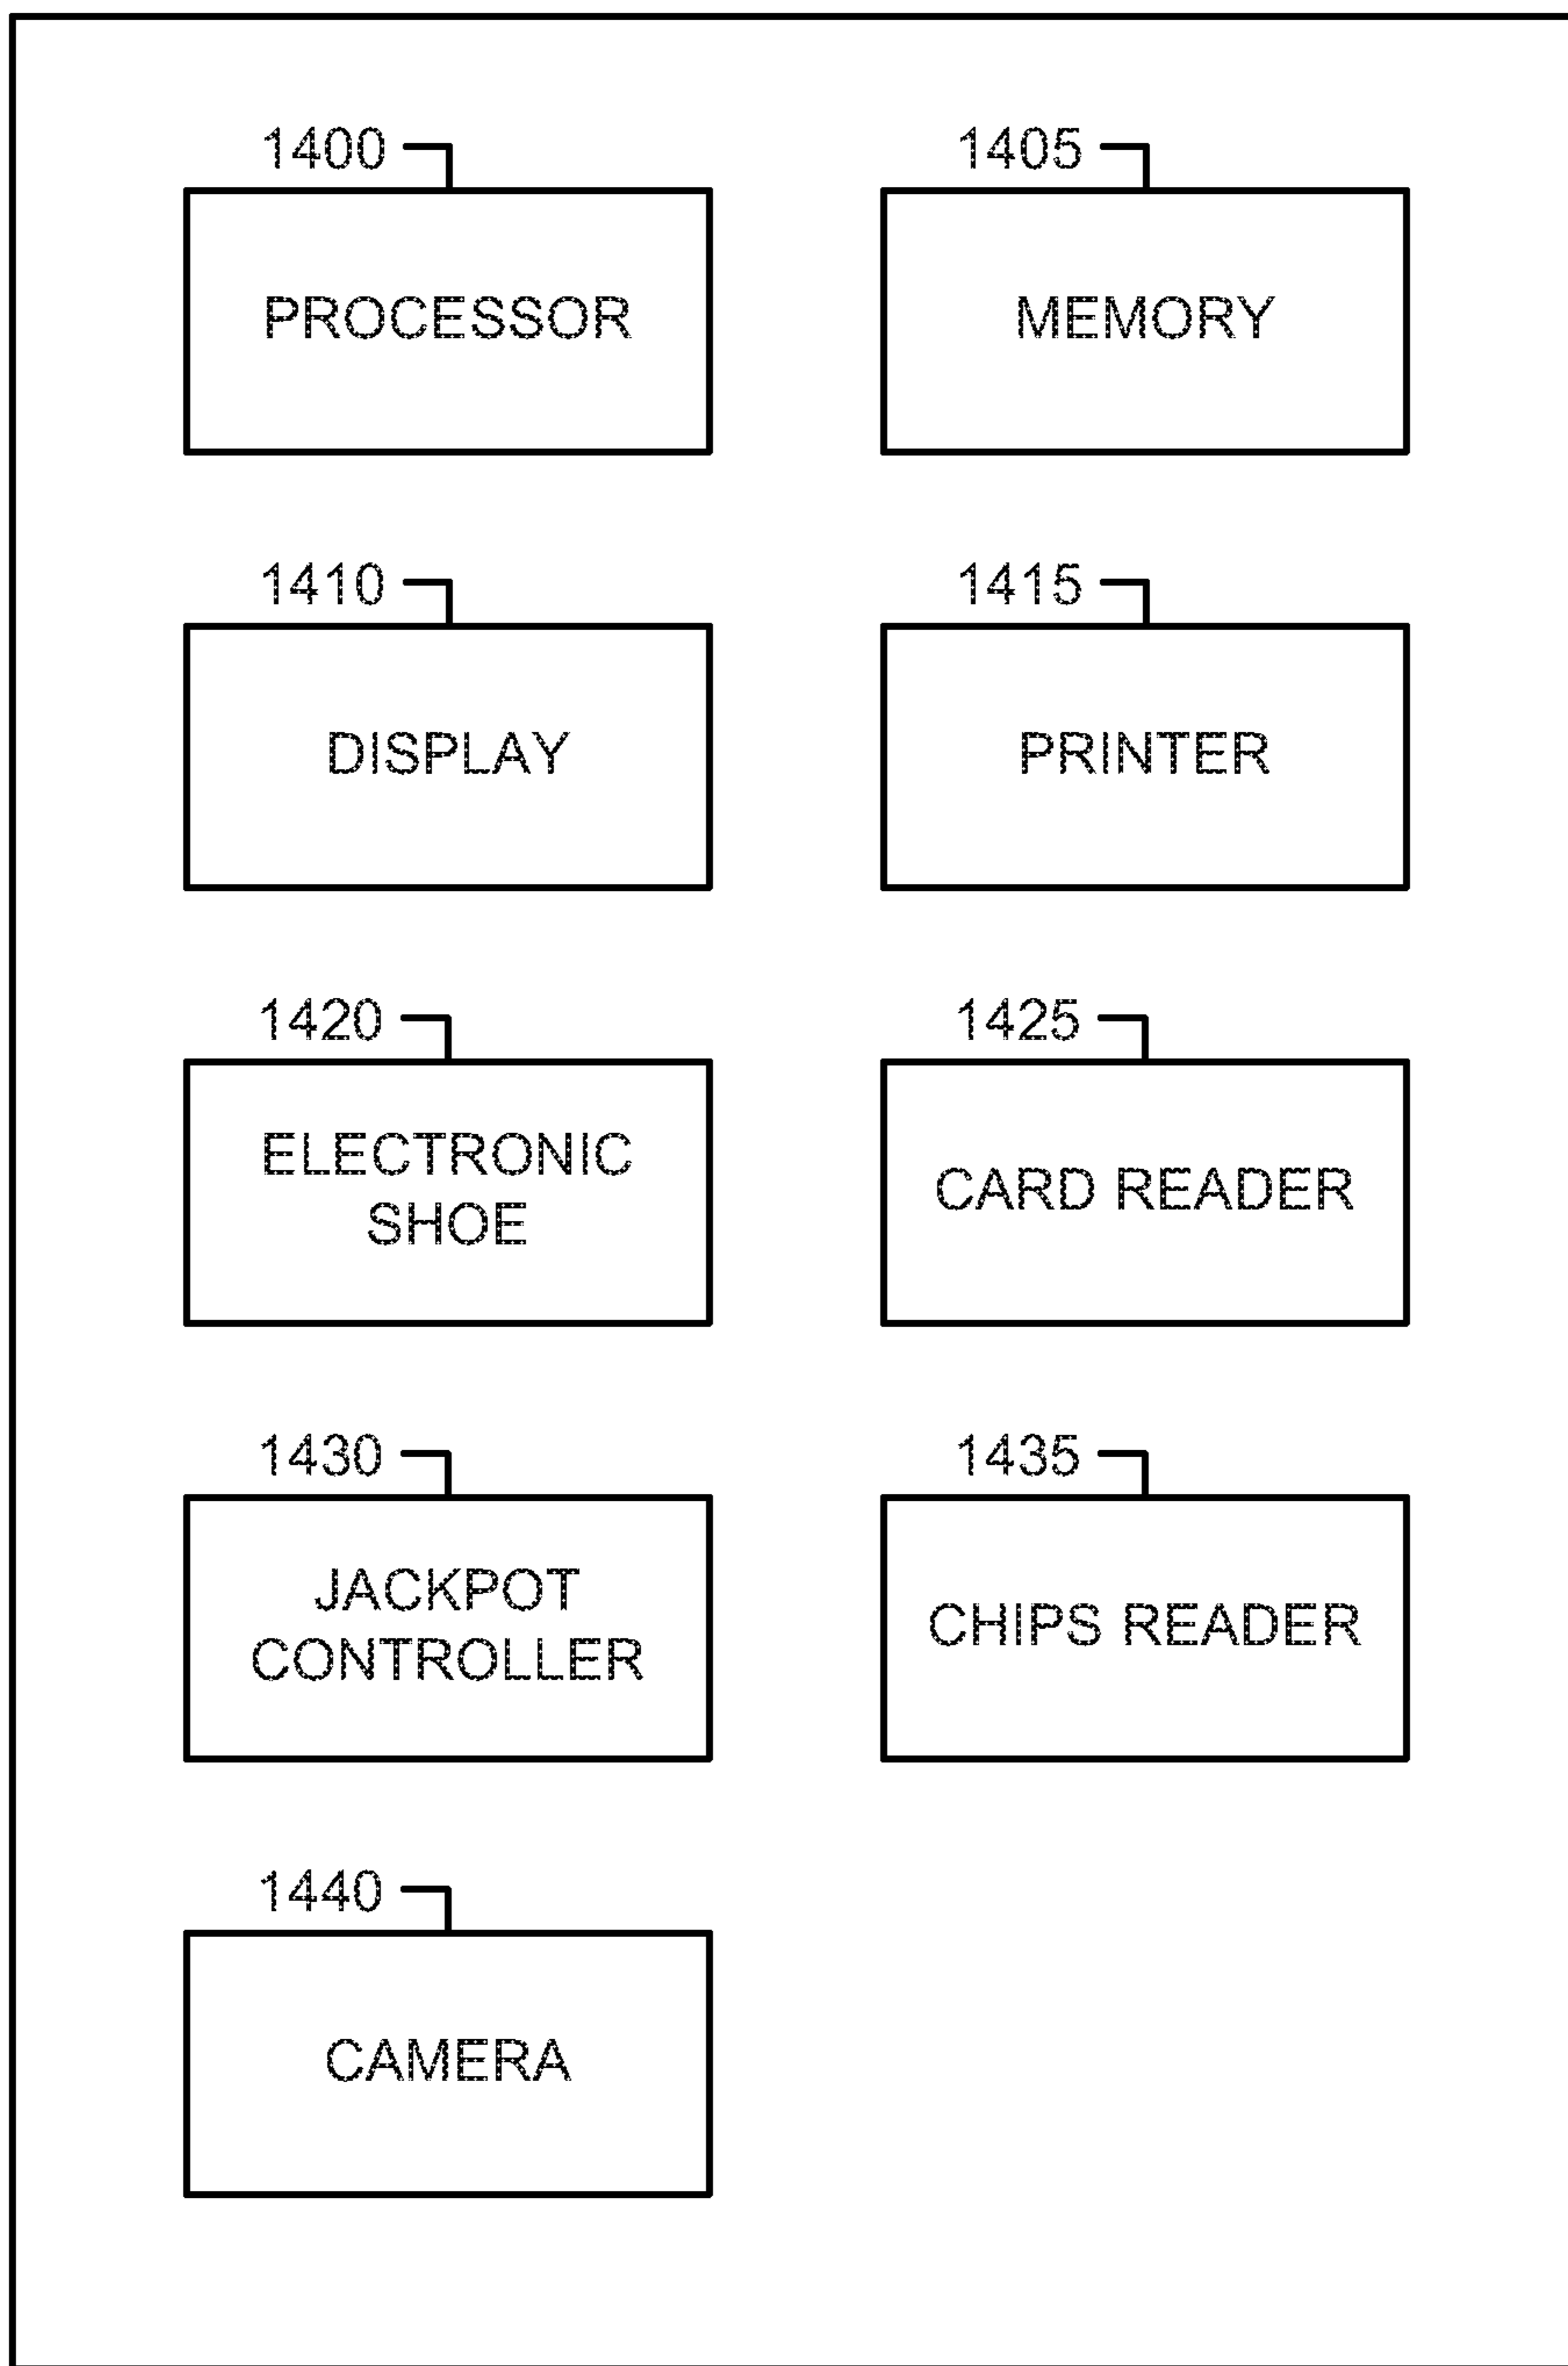 1400
PROCESSOR
1405
MEMORY
1410
DISPLAY
1415
PRINTER
1420
ELECTRONIC
SHOE
1425
CARD READER
1430
JACKPOT
CONTROLLER
1435
CHIPS READER
1440
CAMERA